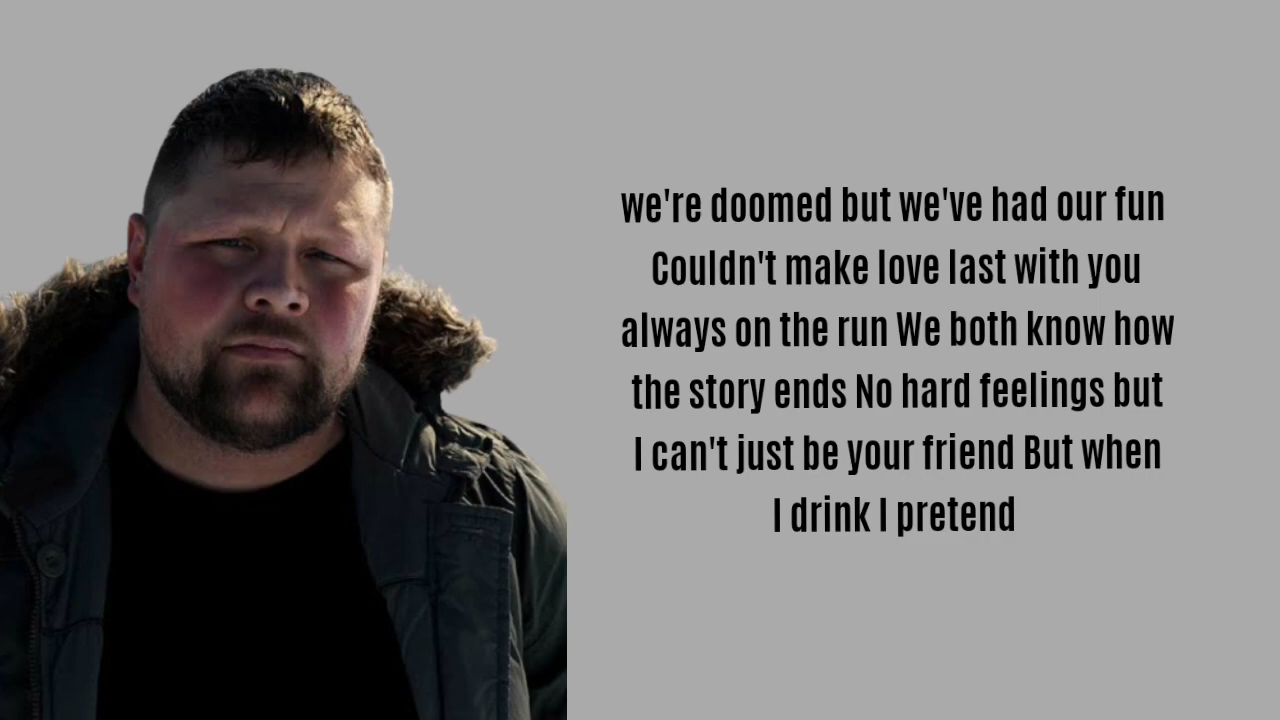 we're doomed but we've had our fun
Couldn't make love last with you
always on the run We both know how
the story ends No hard feelings but
I can't just be your friend But when
I drink I pretend